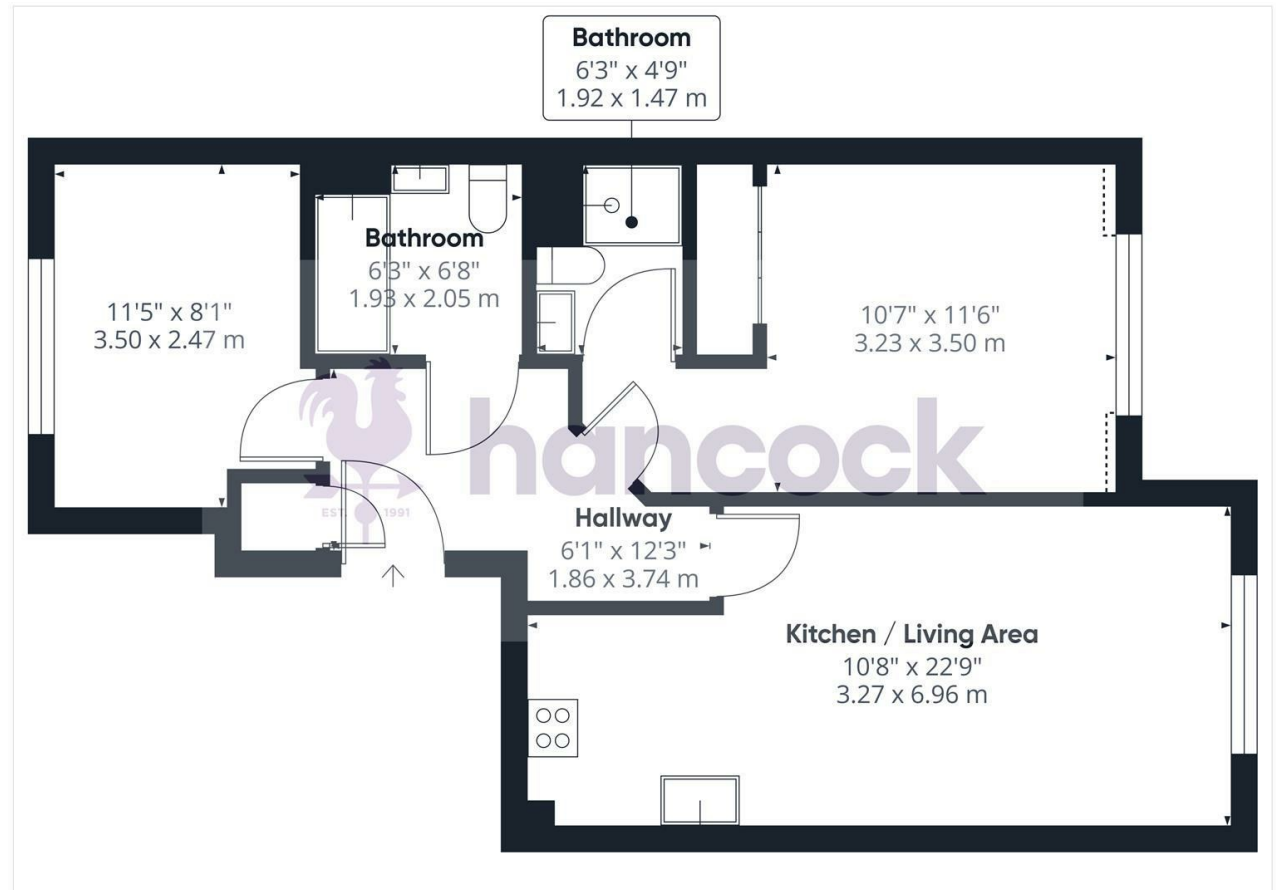 Bathroom
6'3" x 4'9"
1.92 x 1.47 m
Bathroom
6'3" x 6'8"
1.93 x 2.05 m
11'5" x 8'1"
3.50 x 2.47 m
10'7" x 11'6"
3.23 x 3.50 m
hancock
EST. 1991
Hallway
6'1" x 12'3"
1.86 x 3.74 m
Kitchen / Living Area
10'8" x 22'9"
3.27 x 6.96 m